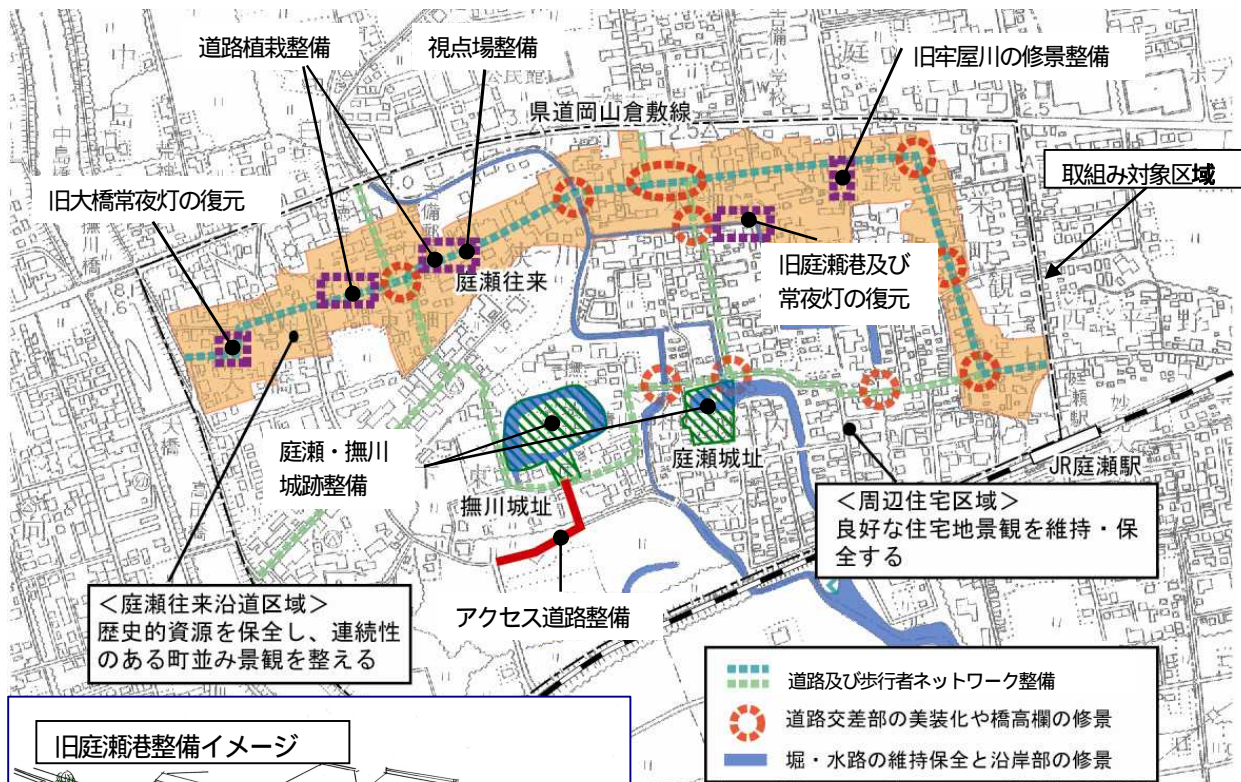 道路植栽整備
視点場整備
旧牢屋川の修景整備
県道岡山倉敷線
取組み対象区域
旧大橋常夜灯の復元
庭瀬往来
旧庭瀬港及び
常夜灯の復元
庭瀬・撫川
城跡整備
庭瀬城址
撫川城址
JR庭瀬駅
＜周辺住宅区域＞
良好な住宅地景観を維持・保
全する
＜庭瀬往来沿道区域＞
歴史的資源を保全し、連続性
のある町並み景観を整える
アクセス道路整備
道路及び歩行者ネットワーク整備
道路交差部の美装化や橋高欄の修景
堀・水路の維持保全と沿岸部の修景
旧庭瀬港整備イメージ